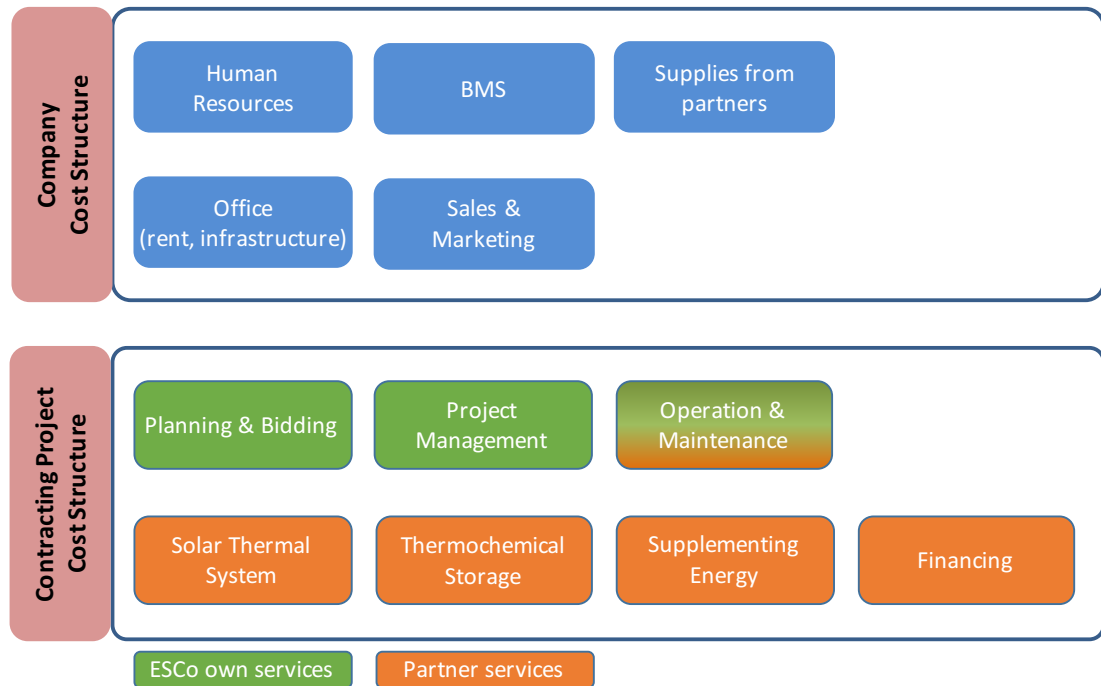 Company
Cost Structure
Human
Resources
BMS
Supplies from
partners
Office
(rent, infrastructure)
Sales &
Marketing
Contracting Project
Cost Structure
Planning & Bidding
Project
Management
Operation &
Maintenance
Solar Thermal
System
Thermochemical
Storage
Supplementing
Energy
Financing
ESCo own services
Partner services